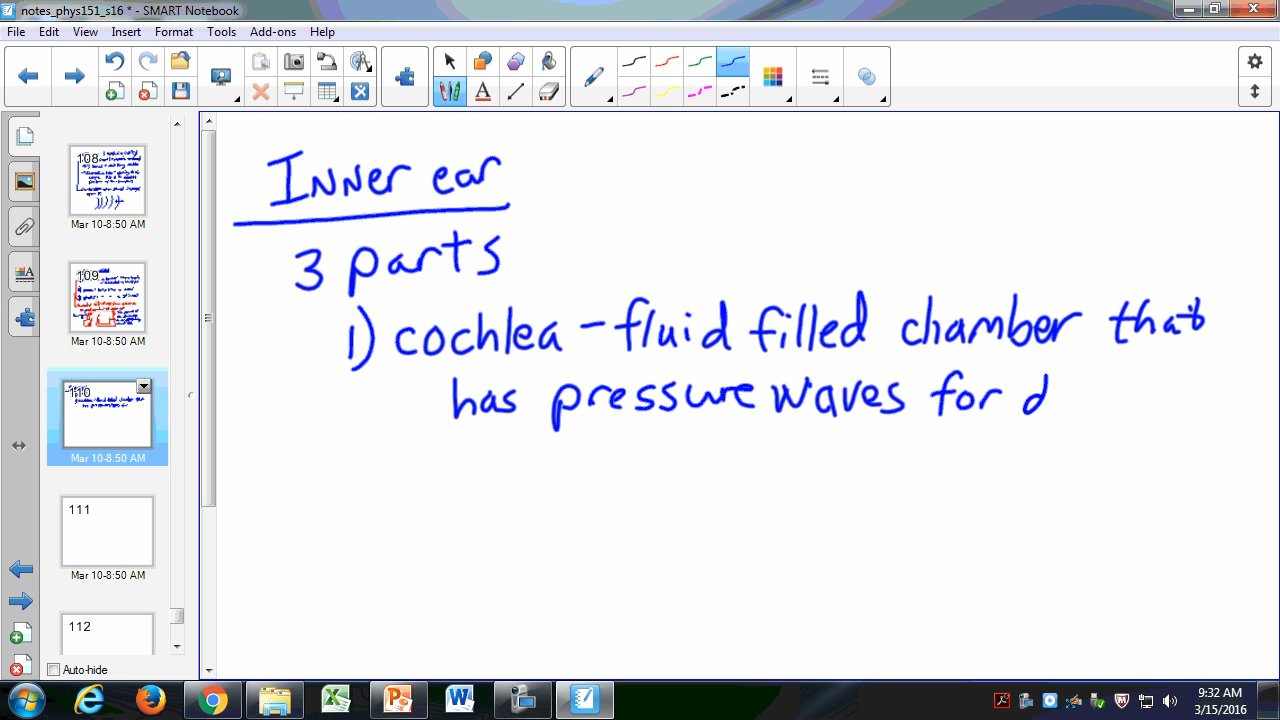 notes_phys151_s16 * - SMART Notebook
File Edit View Insert Format Tools Add-ons Help
108
Mar 10-8:50 AM
109
Mar 10-8:50 AM
110
Mar 10-8:50 AM
111
Mar 10-8:50 AM
112
Auto-hide
Inner ear
3 parts
1) cochlea - fluid filled chamber that
has pressure waves for d
9:32 AM
3/15/2016